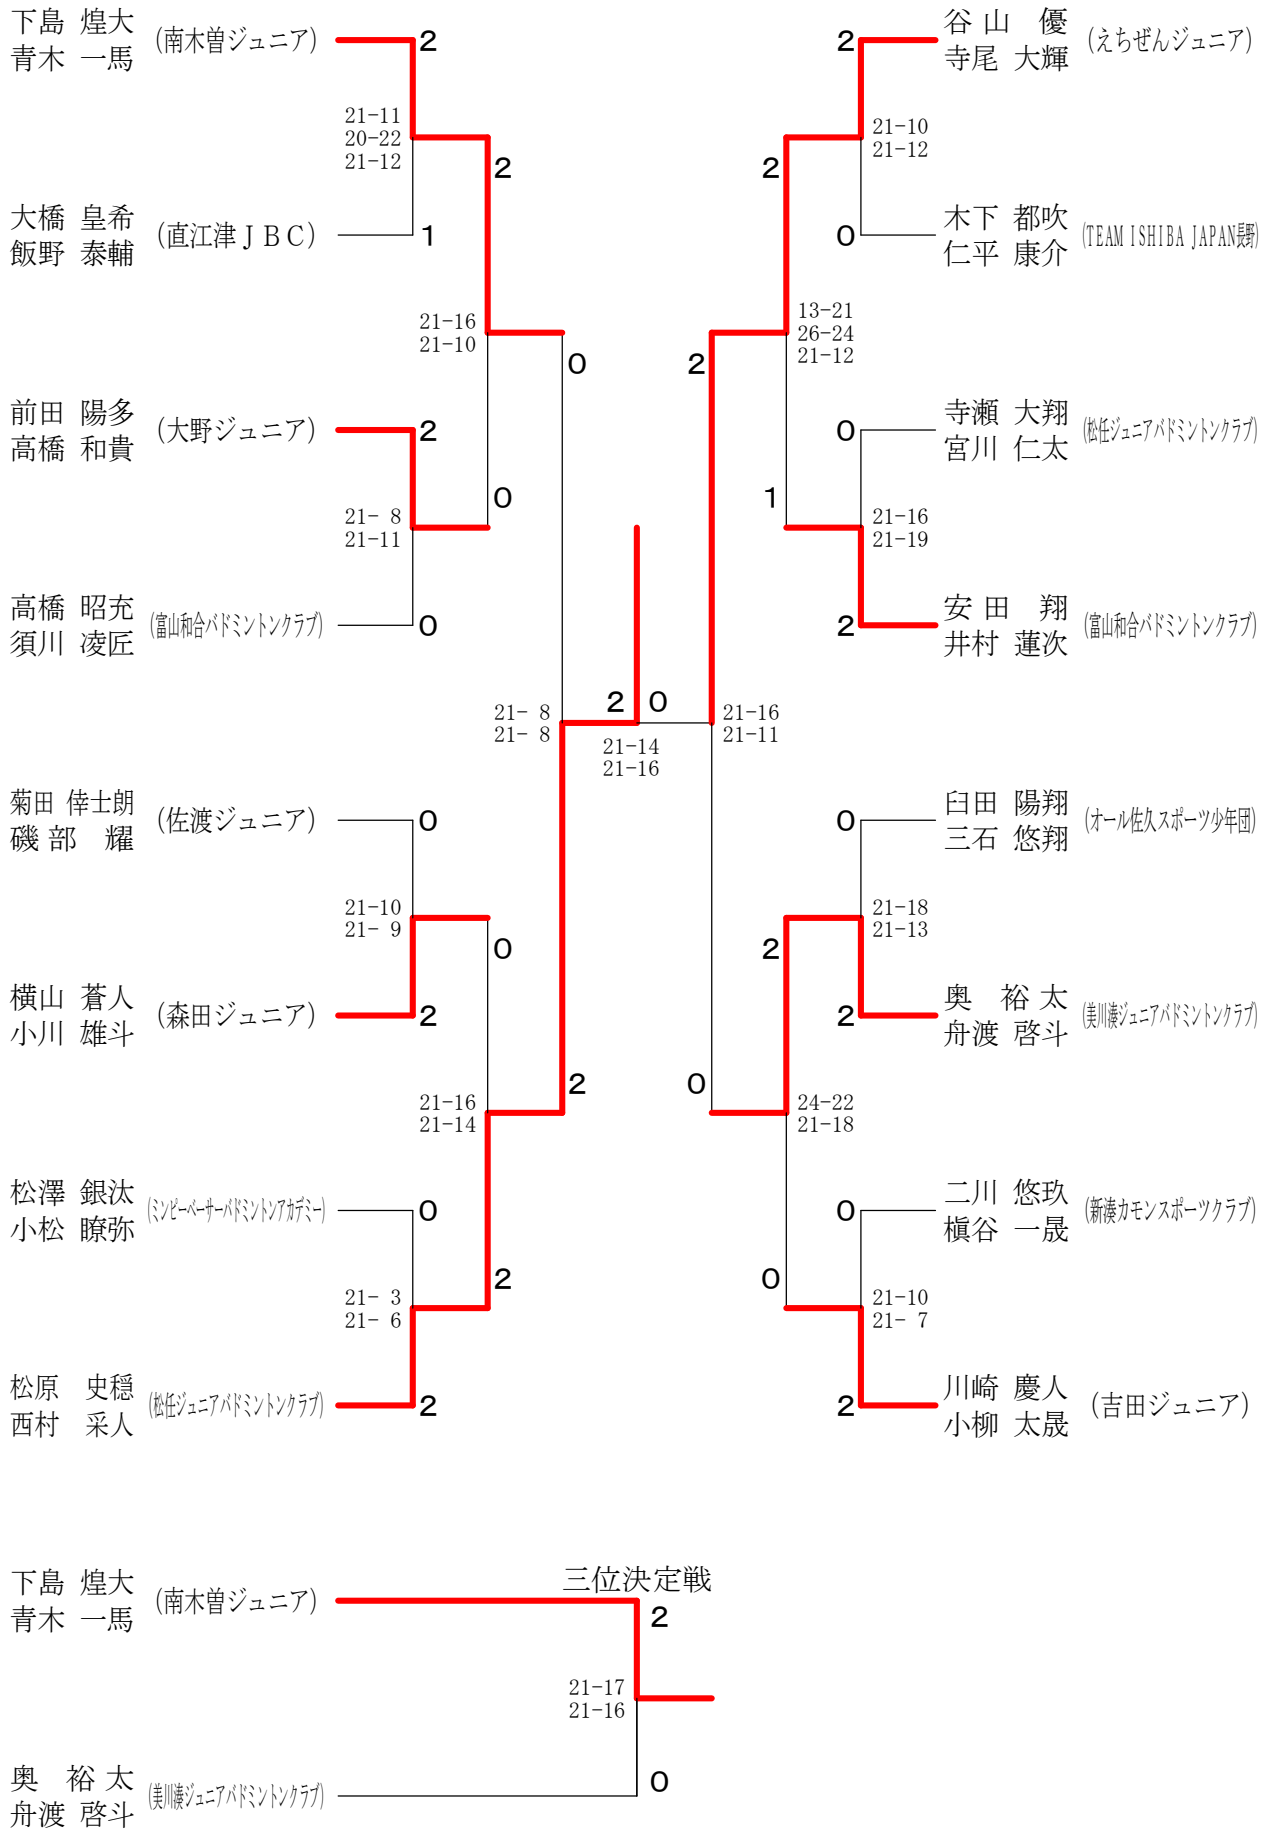 下島 煌大
青木 一馬
(南木曽ジュニア)
2
21-11
20-22
21-12
2
大橋 皇希
飯野 泰輔
(直江津ＪＢＣ)
1
21-16
21-10
0
前田 陽多
高橋 和貴
(大野ジュニア)
2
21- 8
21-11
0
高橋 昭充
須川 凌匠
(富山和合バドミントンクラブ)
0
21- 8
21- 8
2
0
21-14
21-16
菊田 倖士朗
磯部 耀
(佐渡ジュニア)
0
21-10
21- 9
0
横山 蒼人
小川 雄斗
(森田ジュニア)
2
21-16
21-14
2
松澤 銀汰
小松 瞭弥
(ミンピーベーサーバドミントンアカデミー)
0
21- 3
21- 6
2
松原 史穏
西村 采人
(松任ジュニアバドミントンクラブ)
2
谷山 優
寺尾 大輝
(えちぜんジュニア)
2
21-10
21-12
2
木下 都吹
仁平 康介
(TEAM ISHIBA JAPAN長野)
0
13-21
26-24
21-12
2
寺瀬 大翔
宮川 仁太
(松任ジュニアバドミントンクラブ)
0
21-16
21-19
1
安田 翔
井村 蓮次
(富山和合バドミントンクラブ)
2
21-16
21-11
臼田 陽翔
三石 悠翔
(オール佐久スポーツ少年団)
0
21-18
21-13
2
奥 裕太
舟渡 啓斗
(美川湊ジュニアバドミントンクラブ)
2
24-22
21-18
0
二川 悠玖
槇谷 一晟
(新湊カモンスポーツクラブ)
0
21-10
21- 7
0
川崎 慶人
小柳 太晟
(吉田ジュニア)
2
三位決定戦
下島 煌大
青木 一馬
(南木曽ジュニア)
2
21-17
21-16
奥 裕太
舟渡 啓斗
(美川湊ジュニアバドミントンクラブ)
0